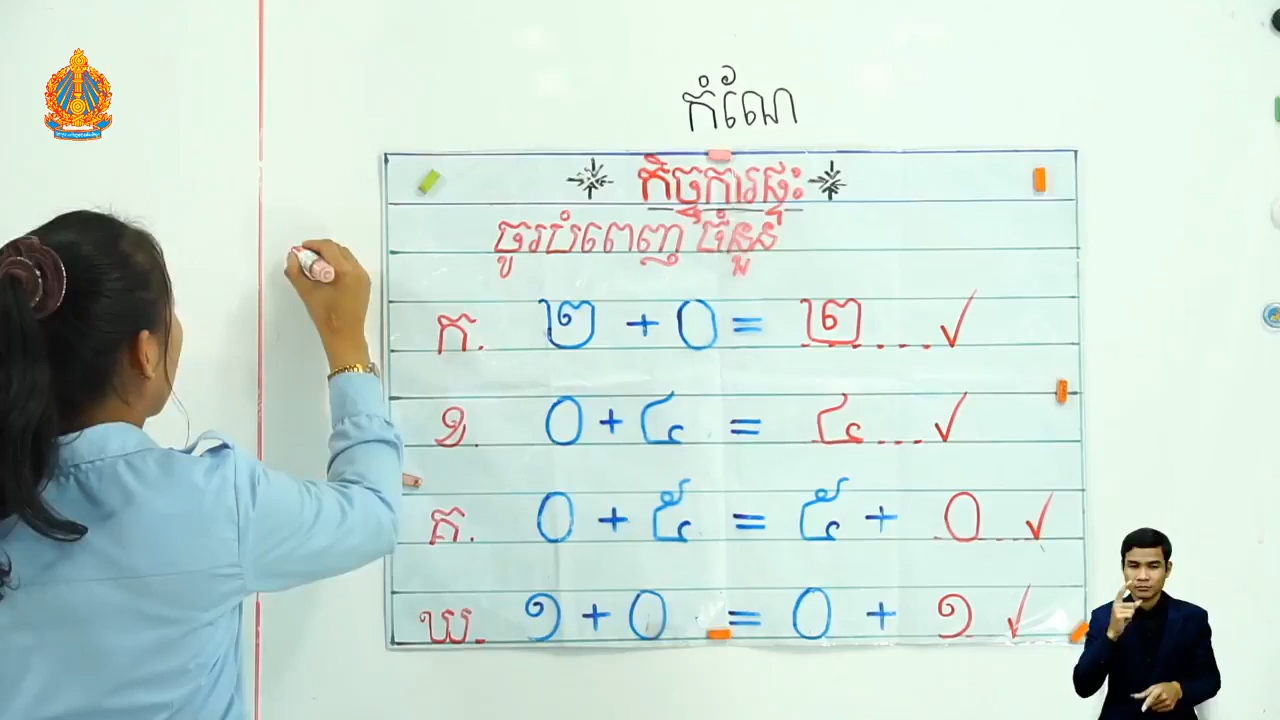 កំណែ
កិច្ចការផ្ទះ
ចូរបំពេញ ចំនួន
ក. ២ + ០ = ២....
ខ. ០ + ៤ = ៤....
គ. ០ + ៥ = ៥ + ០....
ឃ. ១ + ០ = ០ + ១